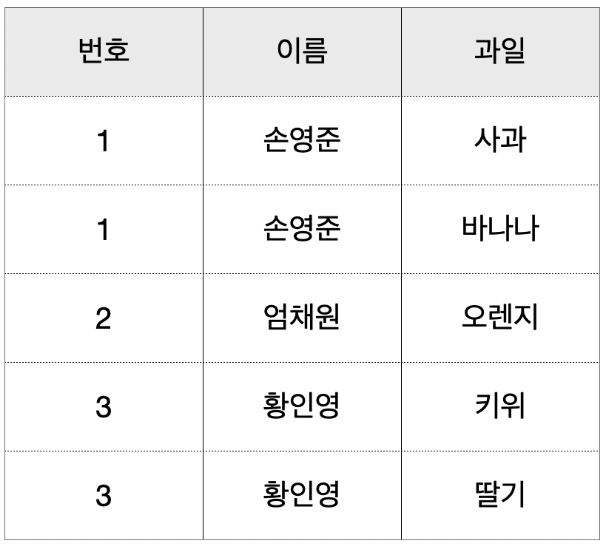 번호 이름 과일
1 손영준 사과
1 손영준 바나나
2 엄채원 오렌지
3 황인영 키위
3 황인영 딸기